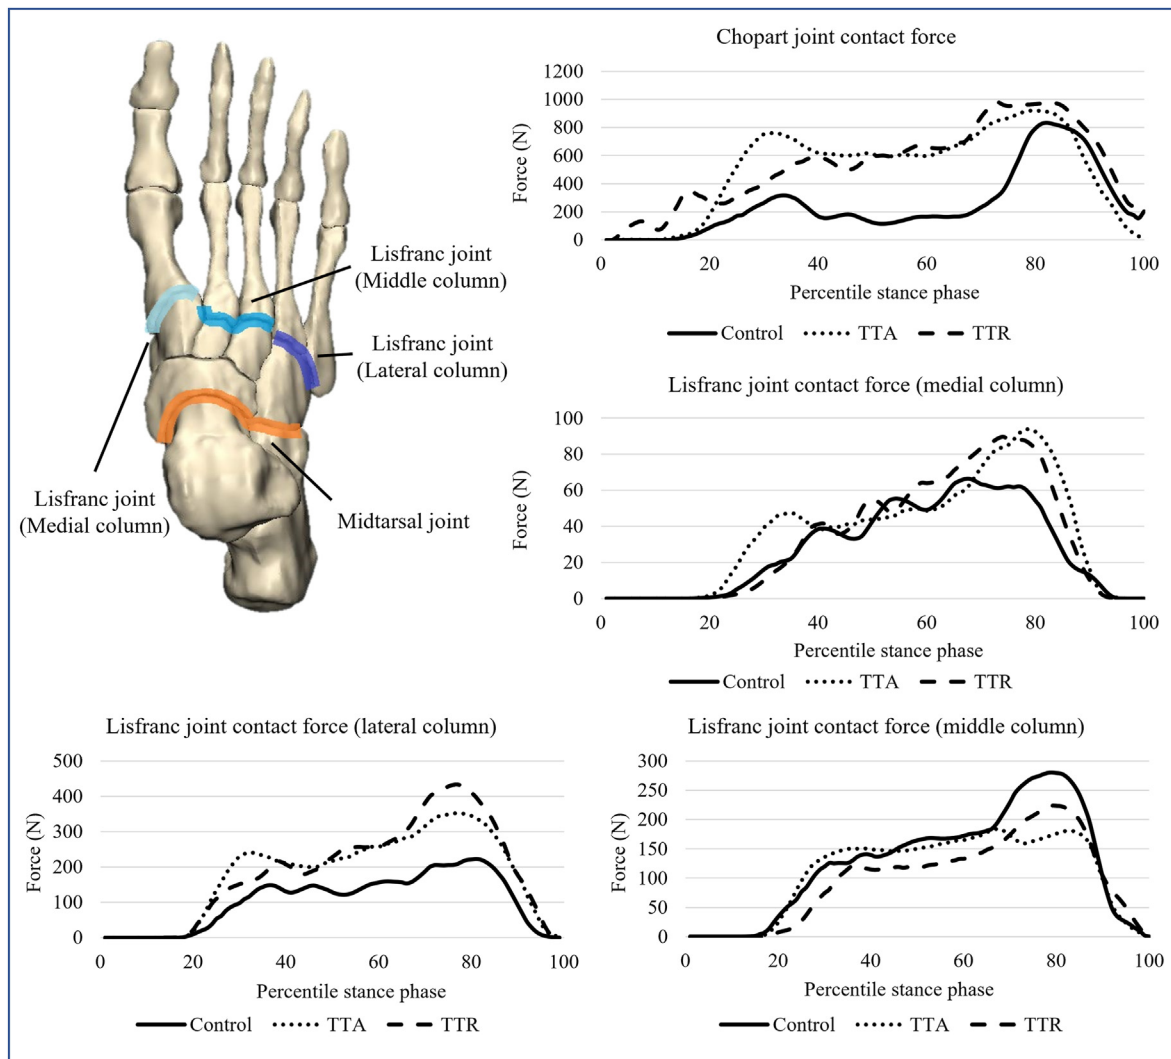 Lisfranc joint
(Middle column)
Lisfranc joint
(Lateral column)
Lisfranc joint
(Medial column)
Midtarsal joint
Chopart joint contact force
Force (N)
1200
1000
800
600
400
200
0
0 20 40 60 80 100
Percentile stance phase
Control TTA TTR
Lisfranc joint contact force (medial column)
Force (N)
100
80
60
40
20
0
0 20 40 60 80 100
Percentile stance phase
Control TTA TTR
Lisfranc joint contact force (lateral column)
Force (N)
500
400
300
200
100
0
0 20 40 60 80 100
Percentile stance phase
Control TTA TTR
Lisfranc joint contact force (middle column)
Force (N)
300
250
200
150
100
50
0
0 20 40 60 80 100
Percentile stance phase
Control TTA TTR